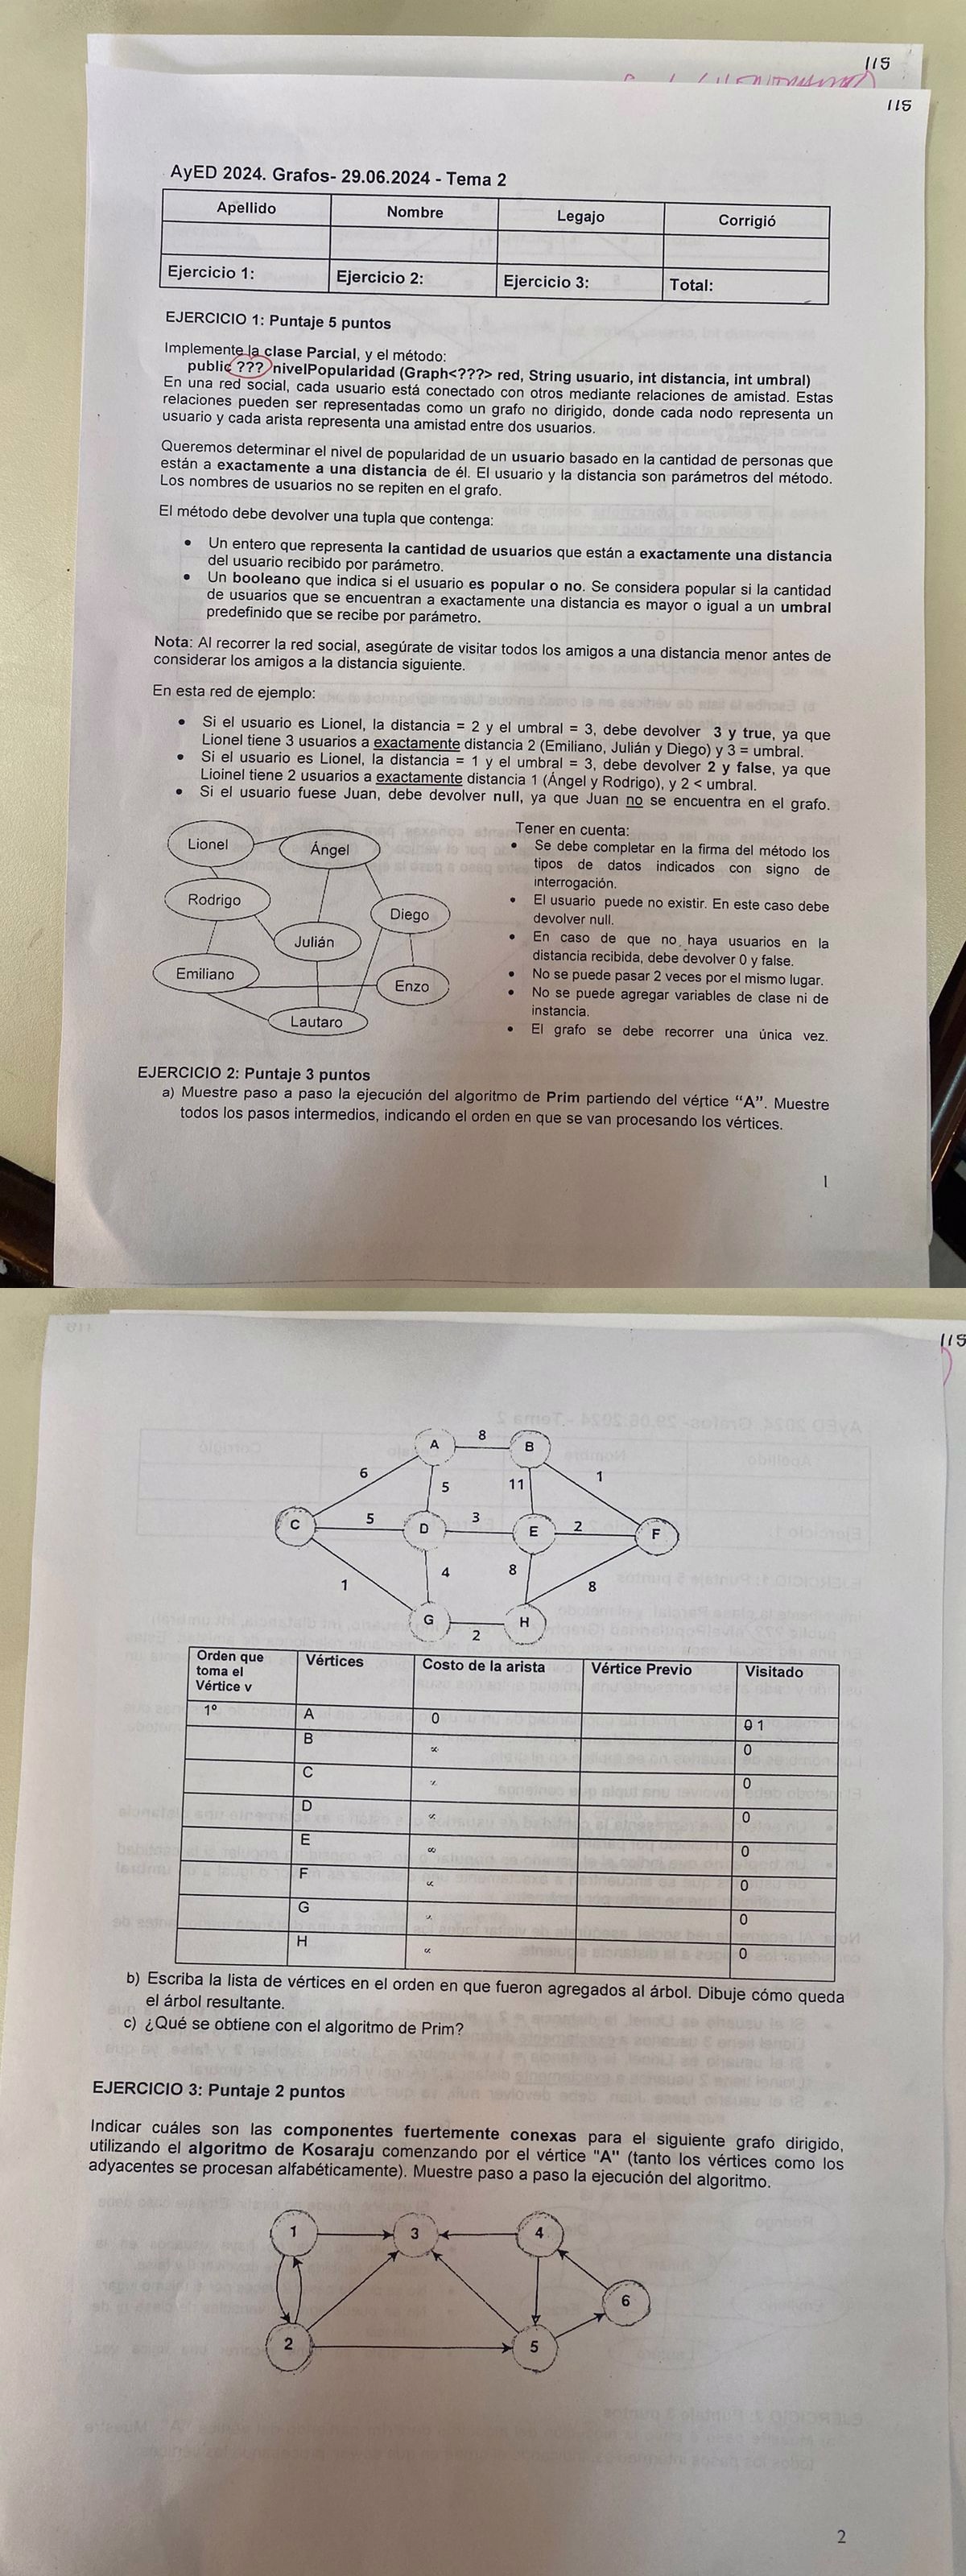 115
115
AyED 2024. Grafos- 29.06.2024 - Tema 2
Apellido Nombre Legajo Corrigió
Ejercicio 1: Ejercicio 2: Ejercicio 3: Total:
EJERCICIO 1: Puntaje 5 puntos
Implemente la clase Parcial, y el método:
public ??? nivelPopularidad (Graph<???> red, String usuario, int distancia, int umbral)
En una red social, cada usuario está conectado con otros mediante relaciones de amistad. Estas
relaciones pueden ser representadas como un grafo no dirigido, donde cada nodo representa un
usuario y cada arista representa una amistad entre dos usuarios.
Queremos determinar el nivel de popularidad de un usuario basado en la cantidad de personas que
están a exactamente a una distancia de él. El usuario y la distancia son parámetros del método.
Los nombres de usuarios no se repiten en el grafo.
El método debe devolver una tupla que contenga:
• Un entero que representa la cantidad de usuarios que están a exactamente una distancia
del usuario recibido por parámetro.
• Un booleano que indica si el usuario es popular o no. Se considera popular si la cantidad
de usuarios que se encuentran a exactamente una distancia es mayor o igual a un umbral
predefinido que se recibe por parámetro.
Nota: Al recorrer la red social, asegúrate de visitar todos los amigos a una distancia menor antes de
considerar los amigos a la distancia siguiente.
En esta red de ejemplo:
• Si el usuario es Lionel, la distancia = 2 y el umbral = 3, debe devolver 3 y true, ya que
Lionel tiene 3 usuarios a exactamente distancia 2 (Emiliano, Julián y Diego) y 3 = umbral.
• Si el usuario es Lionel, la distancia = 1 y el umbral = 3, debe devolver 2 y false, ya que
Lioinel tiene 2 usuarios a exactamente distancia 1 (Ángel y Rodrigo), y 2 < umbral.
• Si el usuario fuese Juan, debe devolver null, ya que Juan no se encuentra en el grafo.
Lionel
Ángel
Rodrigo
Diego
Julián
Emiliano
Enzo
Lautaro
Tener en cuenta:
• Se debe completar en la firma del método los
tipos de datos indicados con signo de
interrogación.
• El usuario puede no existir. En este caso debe
devolver null.
• En caso de que no haya usuarios en la
distancia recibida, debe devolver 0 y false.
• No se puede pasar 2 veces por el mismo lugar.
• No se puede agregar variables de clase ni de
instancia.
• El grafo se debe recorrer una única vez.
EJERCICIO 2: Puntaje 3 puntos
a) Muestre paso a paso la ejecución del algoritmo de Prim partiendo del vértice “A”. Muestre
todos los pasos intermedios, indicando el orden en que se van procesando los vértices.
1
115
A 8 B
6 5 11 1
C 5 D 3 E 2 F
1 4 8 8
G 2 H
Orden que toma el Vértice v Vértices Costo de la arista Vértice Previo Visitado
1º A 0 0 1
B ∞ 0
C ∞ 0
D ∞ 0
E ∞ 0
F ∞ 0
G ∞ 0
H ∞ 0
b) Escriba la lista de vértices en el orden en que fueron agregados al árbol. Dibuje cómo queda
el árbol resultante.
c) ¿Qué se obtiene con el algoritmo de Prim?
EJERCICIO 3: Puntaje 2 puntos
Indicar cuáles son las componentes fuertemente conexas para el siguiente grafo dirigido,
utilizando el algoritmo de Kosaraju comenzando por el vértice "A" (tanto los vértices como los
adyacentes se procesan alfabéticamente). Muestre paso a paso la ejecución del algoritmo.
1 3 4
6
2 5
2